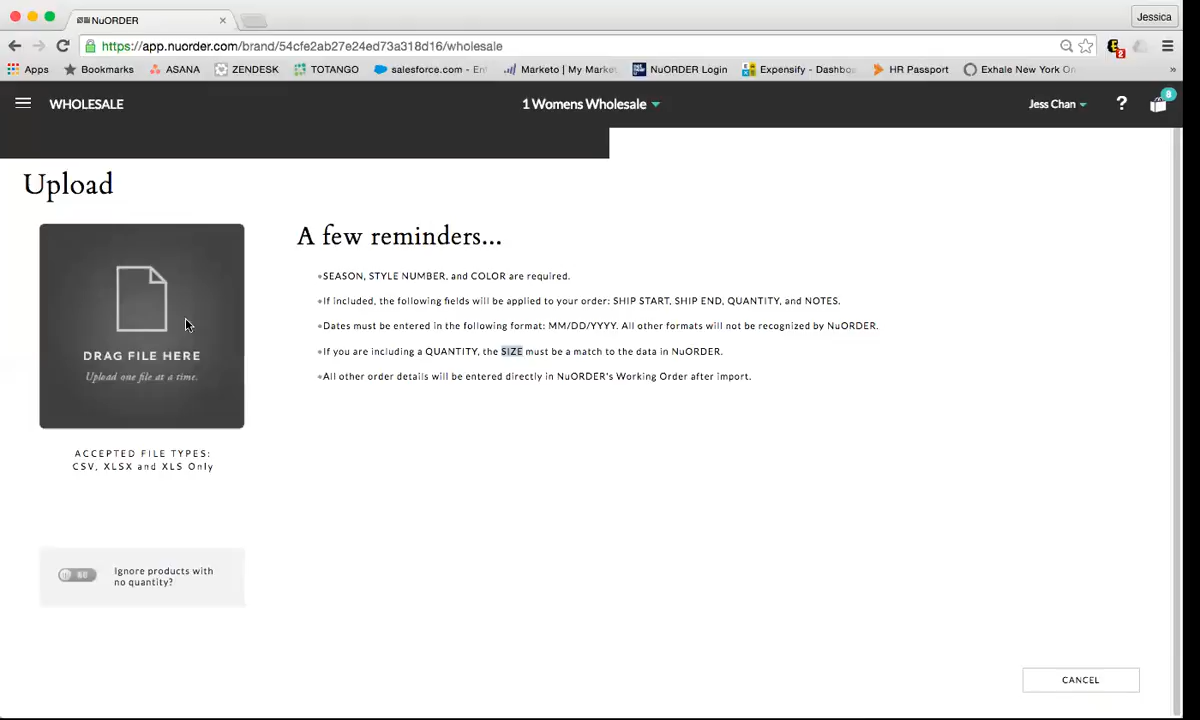 NuORDER
Jessica
https://app.nuorder.com/brand/54cfe2ab27e24ed73a318d16/wholesale
Apps Bookmarks ASANA ZENDESK TOTANGO salesforce.com - En Marketo | My Marke NuORDER Login Expensify - Dashbo HR Passport Exhale New York On »
2
WHOLESALE
1 Womens Wholesale
Jess Chan
?
8
Upload
A few reminders...
DRAG FILE HERE
Upload one file at a time.
•SEASON, STYLE NUMBER, and COLOR are required.
•If included, the following fields will be applied to your order: SHIP START, SHIP END, QUANTITY, and NOTES.
•Dates must be entered in the following format: MM/DD/YYYY. All other formats will not be recognized by NuORDER.
•If you are including a QUANTITY, the SIZE must be a match to the data in NuORDER.
•All other order details will be entered directly in NuORDER's Working Order after import.
ACCEPTED FILE TYPES:
CSV, XLSX and XLS Only
Ignore products with
no quantity?
CANCEL